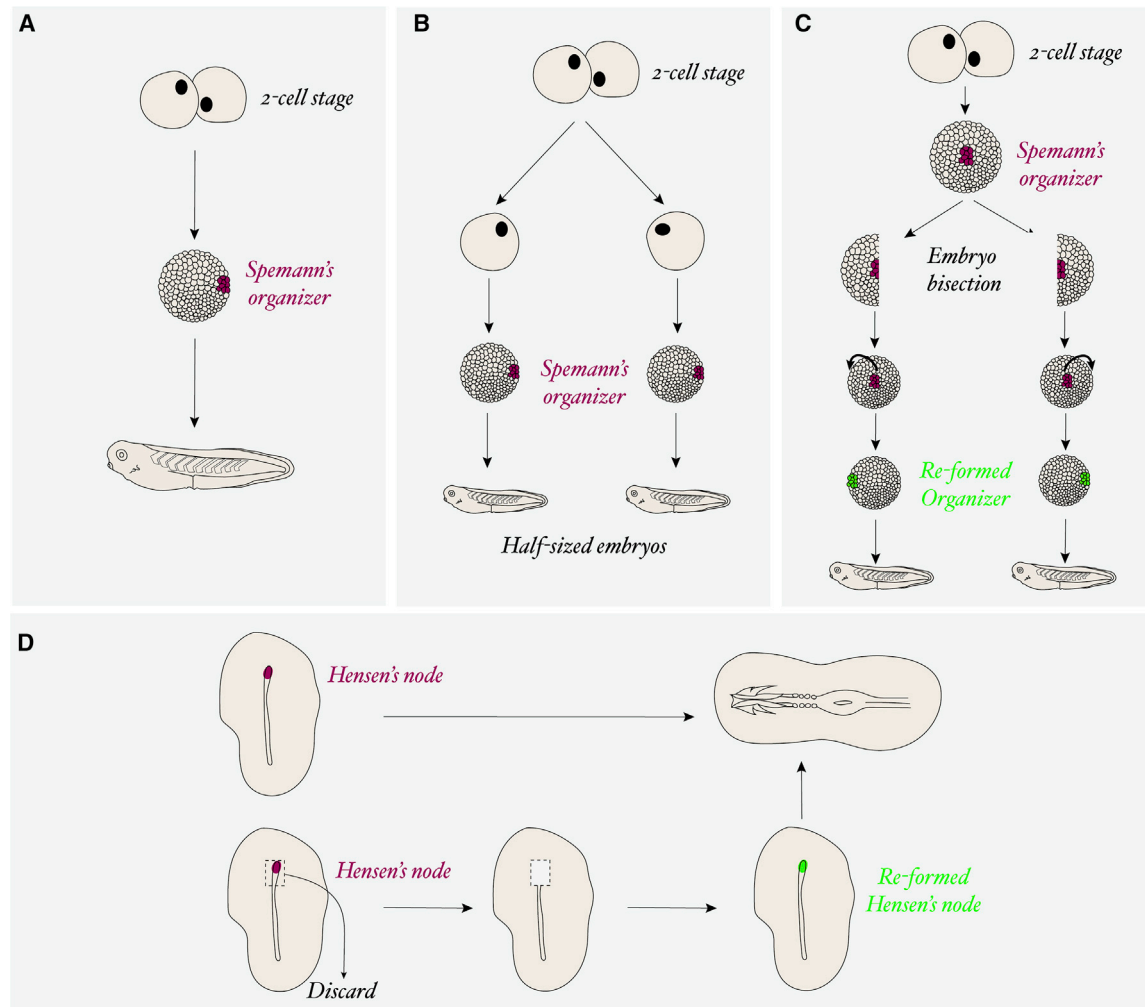 A
2-cell stage
Spemann's
organizer
B
2-cell stage
Spemann's
organizer
Half-sized embryos
C
2-cell stage
Spemann's
organizer
Embryo
bisection
Re-formed
Organizer
D
Hensen's node
Hensen's node
Discard
Re-formed
Hensen's node